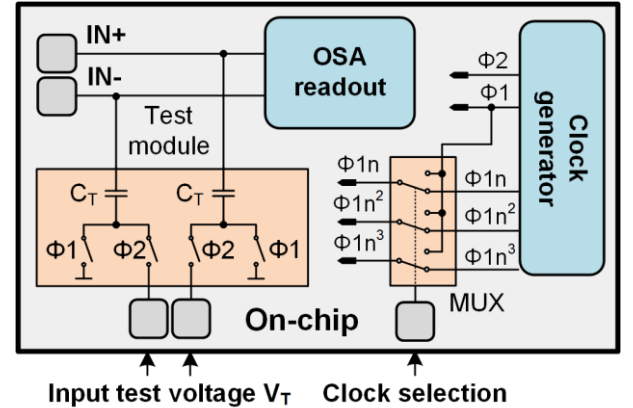 IN+
IN-
OSA
readout
Φ2
Φ1
Clock
generator
Test
module
Φ1n
Φ1n
Φ1n²
Φ1n²
Φ1n³
Φ1n³
C_T
C_T
Φ1
Φ2
Φ2
Φ1
MUX
On-chip
Input test voltage V_T
Clock selection